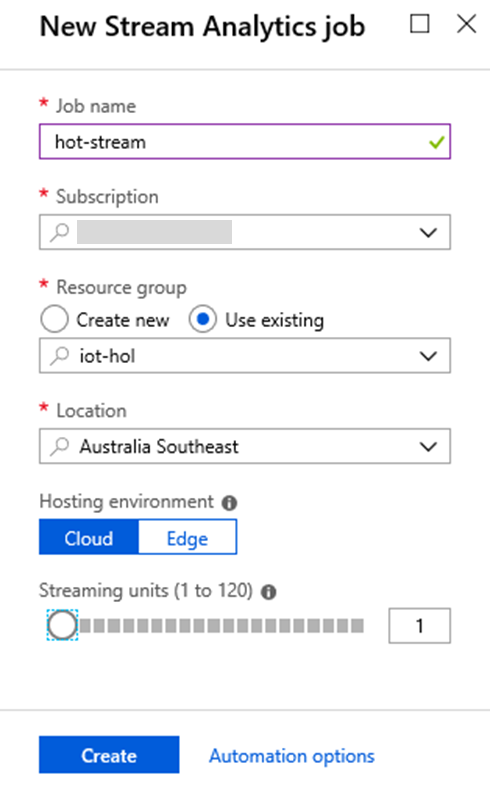 New Stream Analytics job
* Job name
hot-stream
* Subscription
* Resource group
Create new Use existing
iot-hol
* Location
Australia Southeast
Hosting environment
Cloud Edge
Streaming units (1 to 120)
1
Create Automation options